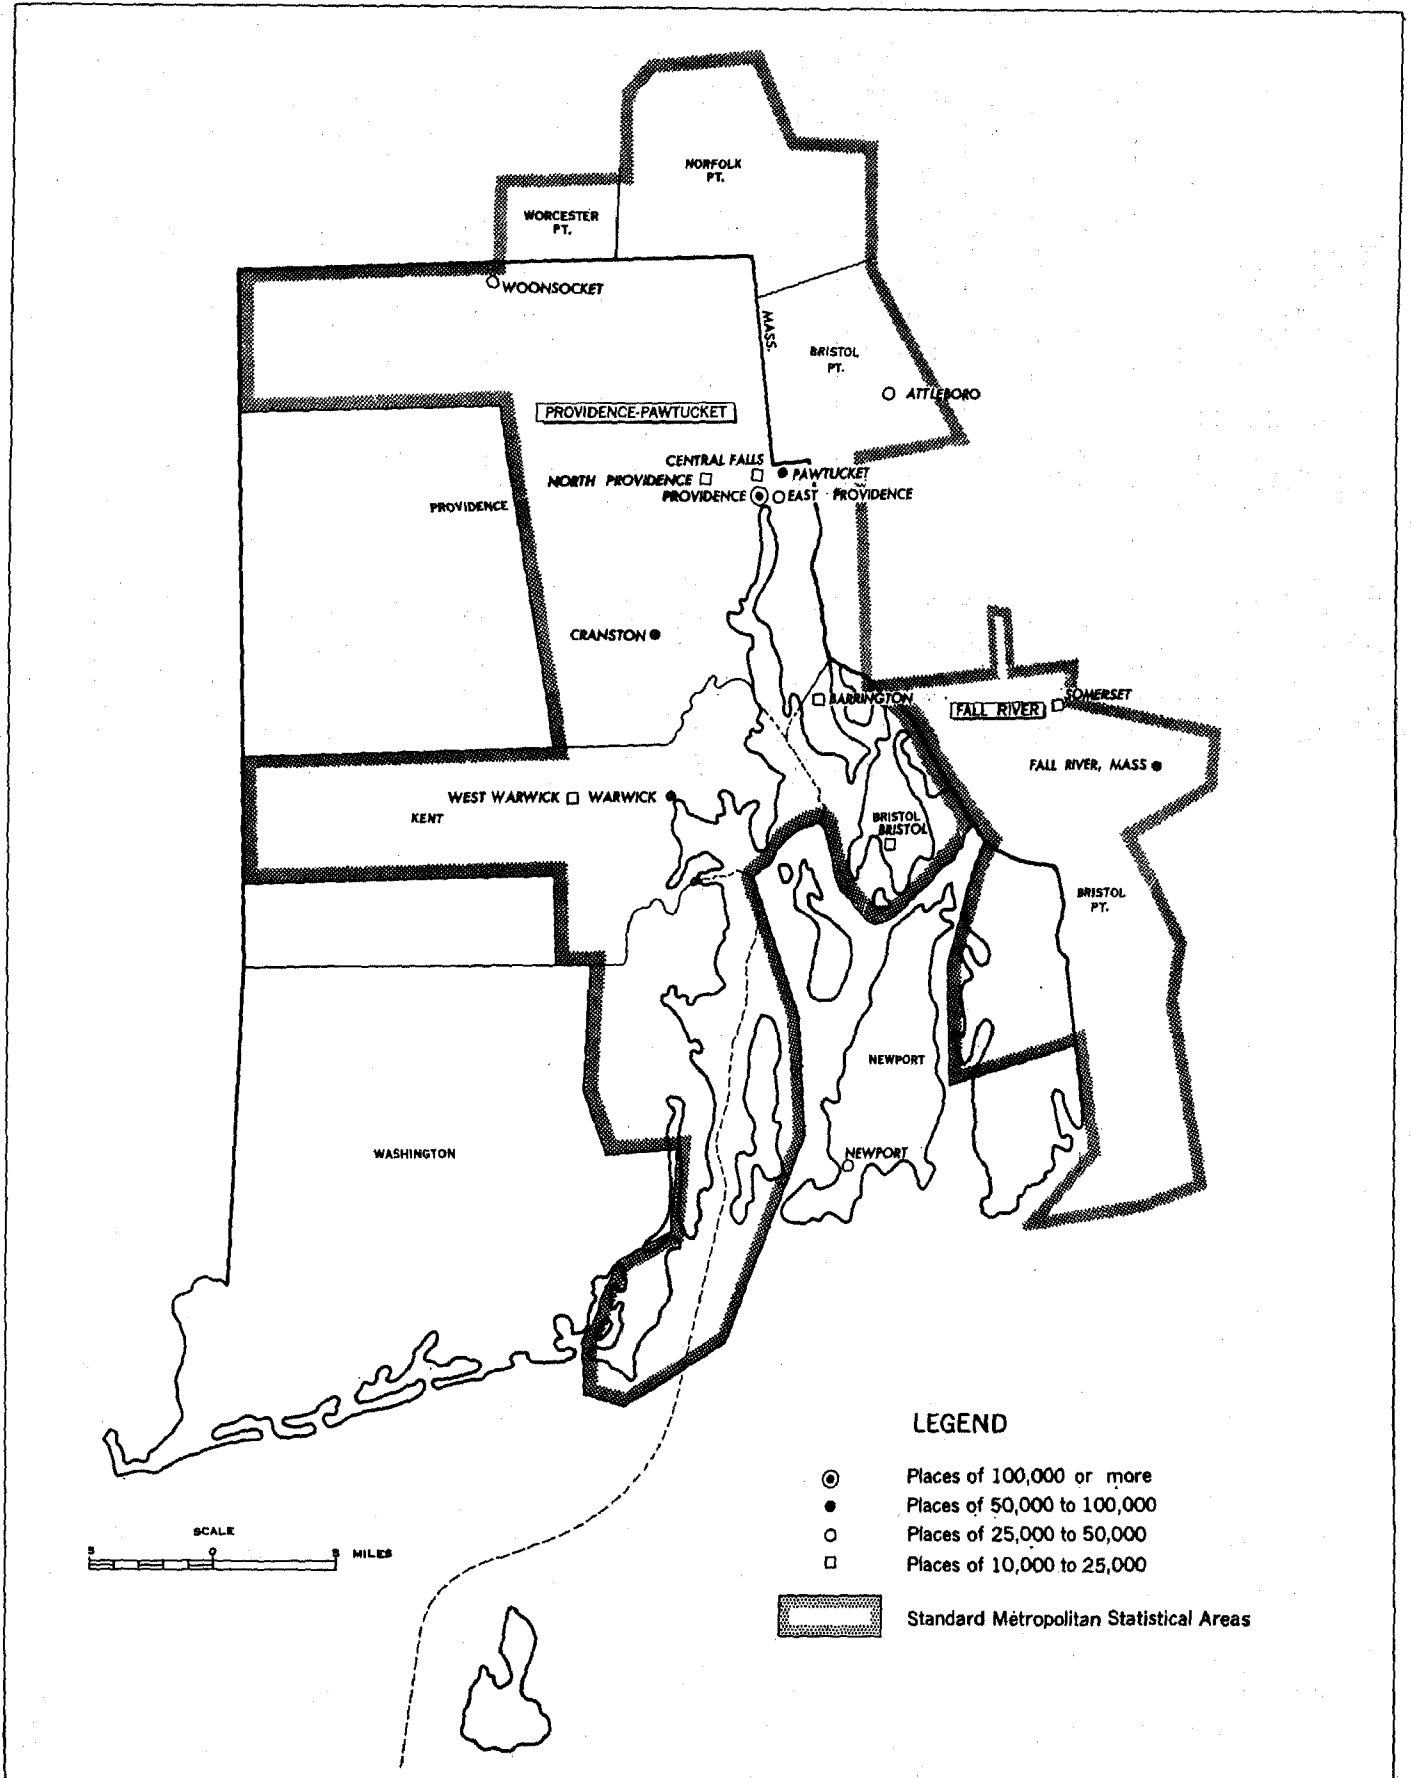 NORFOLK
PT.
WORCESTER
PT.
WOONSOCKET
MASS.
BRISTOL
PT.
ATTLEBORO
PROVIDENCE-PAWTUCKET
CENTRAL FALLS
PAWTUCKET
NORTH PROVIDENCE
PROVIDENCE
EAST PROVIDENCE
PROVIDENCE
CRANSTON
BARRINGTON
SOMERSET
FALL RIVER
FALL RIVER, MASS
WEST WARWICK
WARWICK
KENT
BRISTOL
BRISTOL
BRISTOL
PT.
NEWPORT
WASHINGTON
NEWPORT
LEGEND
Places of 100,000 or more
Places of 50,000 to 100,000
Places of 25,000 to 50,000
Places of 10,000 to 25,000
Standard Metropolitan Statistical Areas
SCALE
5 0 5 MILES